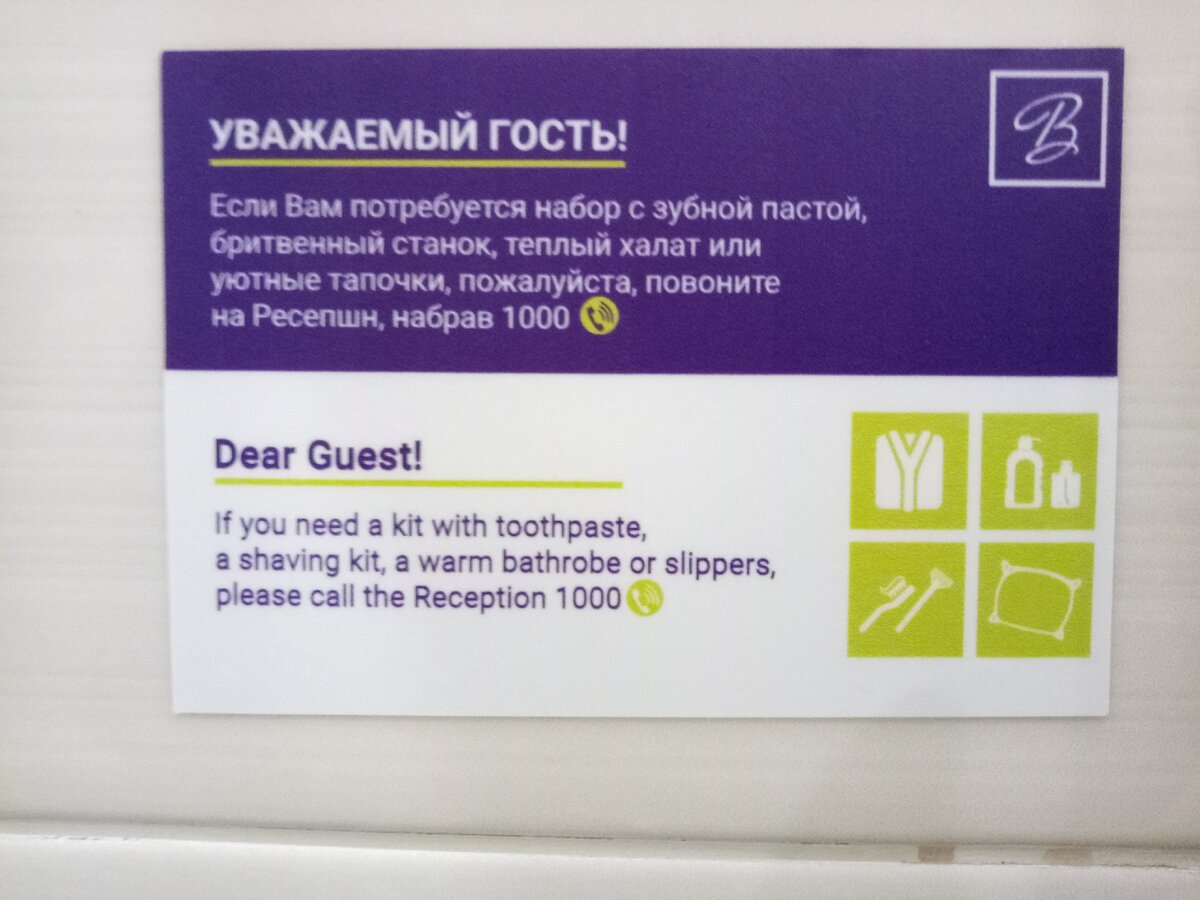 УВАЖАЕМЫЙ ГОСТЬ!
B
Если Вам потребуется набор с зубной пастой,
бритвенный станок, теплый халат или
уютные тапочки, пожалуйста, повоните
на Ресепшн, набрав 1000
Dear Guest!
If you need a kit with toothpaste,
a shaving kit, a warm bathrobe or slippers,
please call the Reception 1000